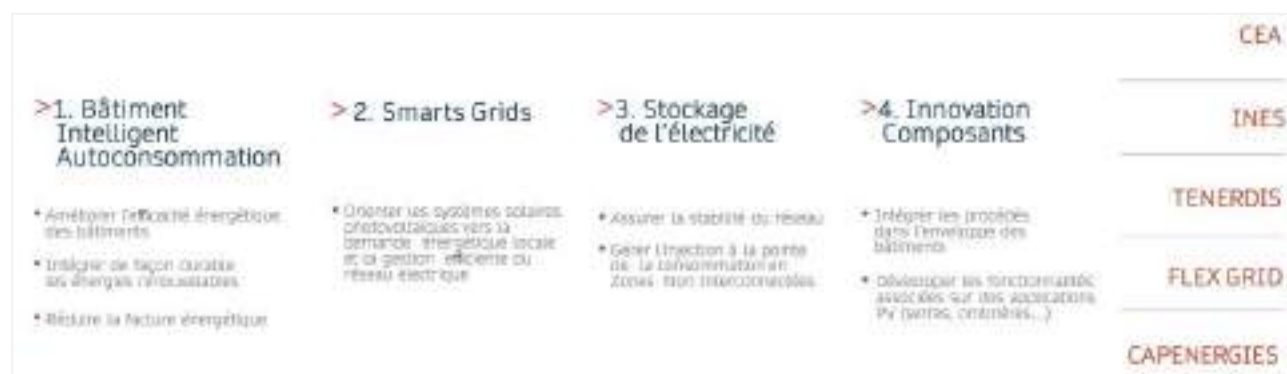 >1. Bâtiment
Intelligent
Autoconsommation
• Améliorer l'efficacité énergétique
des bâtiments
• Intégrer de façon durable
les énergies renouvelables
• Réduire la facture énergétique
> 2. Smarts Grids
• Orienter les systèmes solaires
photovoltaïques vers la
demande énergétique locale
et la gestion efficiente du
réseau électrique
>3. Stockage
de l'électricité
• Assurer la stabilité du réseau
• Gérer l'injection à la pointe
de la consommation en
Zones Non Interconnectées
>4. Innovation
Composants
• Intégrer les procédés
dans l'enveloppe des
bâtiments
• Développer les fonctionnalités
associées sur des applications
PV (serres, ombrières...)
CEA
INES
TENERDIS
FLEX GRID
CAPENERGIES